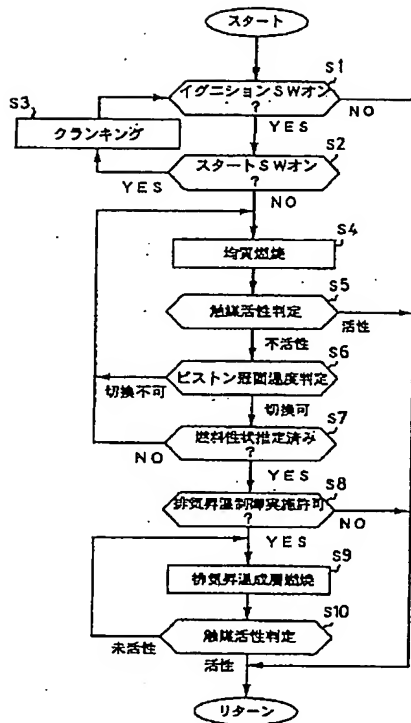 スタート
S1
イグニションSWオン
?
NO
YES
S3
クランキング
S2
スタートSWオン
?
YES
NO
S4
均質燃焼
S5
触媒活性判定
活性
不活性
S6
ピストン冠面温度判定
切換不可
切換可
S7
燃料性状推定済み
?
NO
YES
S8
排気昇温制御実施許可
?
NO
YES
S9
排気昇温成層燃焼
S10
触媒活性判定
未活性
活性
リターン